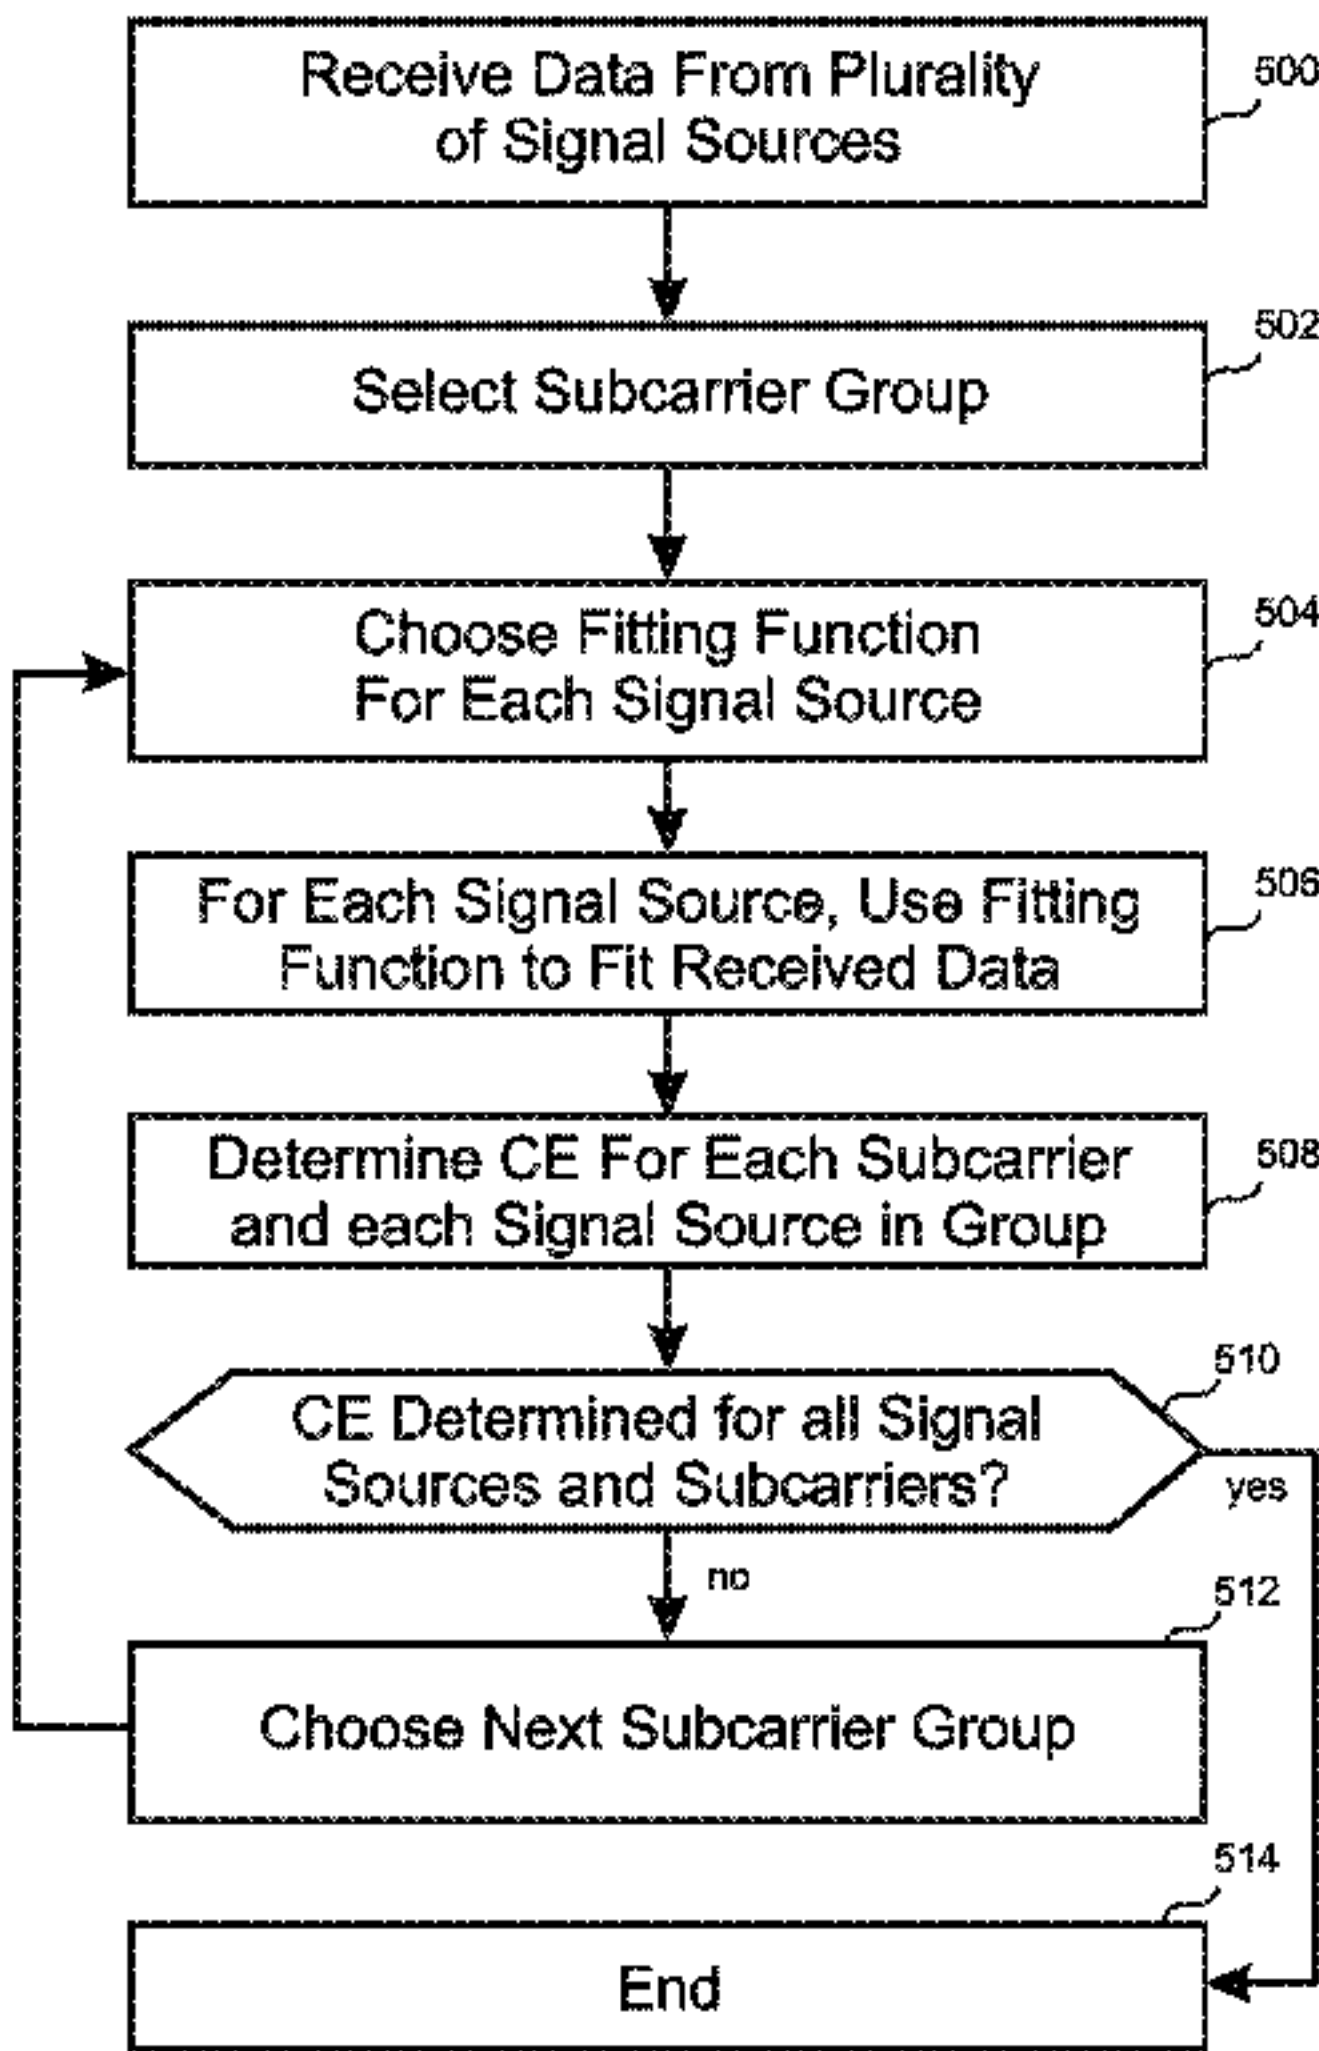 Receive Data From Plurality
of Signal Sources
500
Select Subcarrier Group
502
Choose Fitting Function
For Each Signal Source
504
For Each Signal Source, Use Fitting
Function to Fit Received Data
506
Determine CE For Each Subcarrier
and each Signal Source in Group
508
CE Determined for all Signal
Sources and Subcarriers?
510
yes
no
512
Choose Next Subcarrier Group
514
End